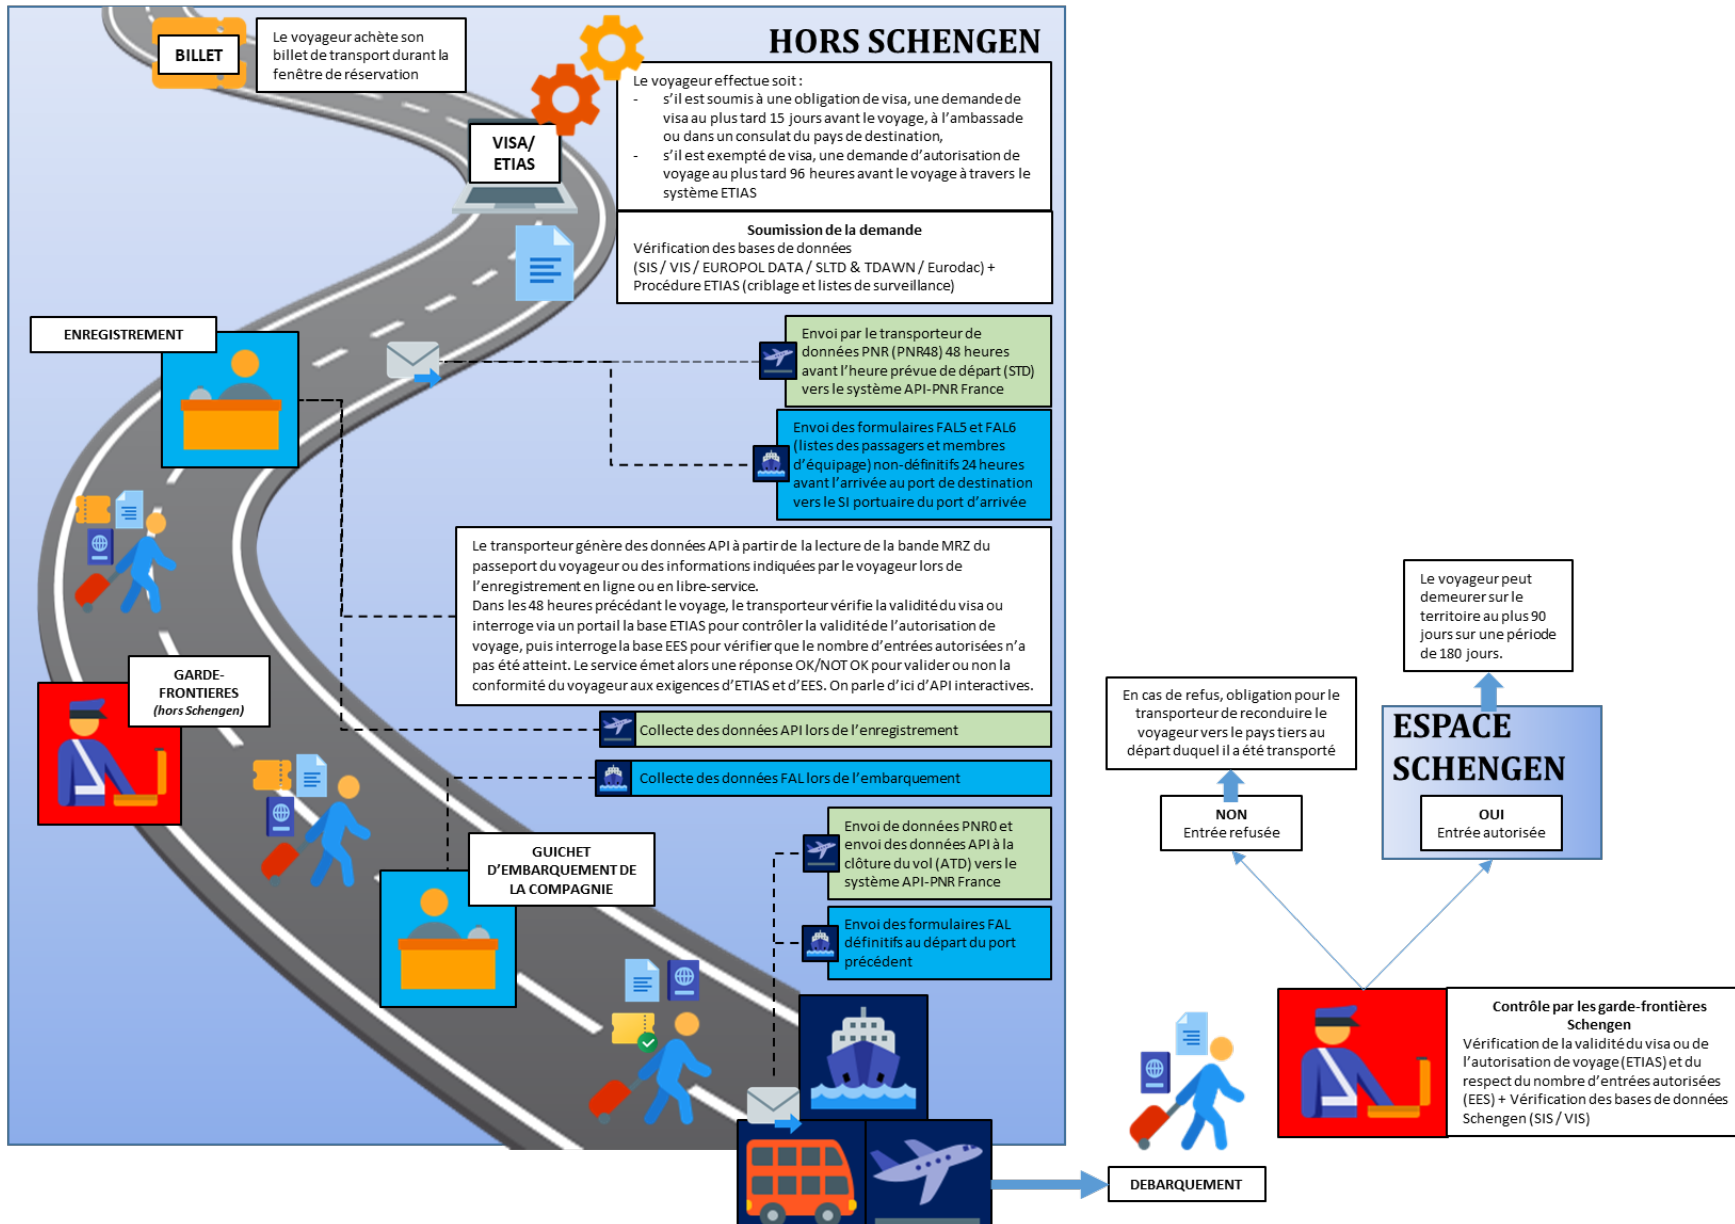 BILLET
Le voyageur achète son
billet de transport durant la
fenêtre de réservation
HORS SCHENGEN
Le voyageur effectue soit :
- s’il est soumis à une obligation de visa, une demande de
visa au plus tard 15 jours avant le voyage, à l’ambassade
ou dans un consulat du pays de destination,
- s’il est exempté de visa, une demande d’autorisation de
voyage au plus tard 96 heures avant le voyage à travers le
système ETIAS
VISA/
ETIAS
Soumission de la demande
Vérification des bases de données
(SIS / VIS / EUROPOL DATA / SLTD & TDAWN / Eurodac) +
Procédure ETIAS (criblage et listes de surveillance)
ENREGISTREMENT
Envoi par le transporteur de
données PNR (PNR48) 48 heures
avant l’heure prévue de départ (STD)
vers le système API-PNR France
Envoi des formulaires FAL5 et FAL6
(listes des passagers et membres
d’équipage) non-définitifs 24 heures
avant l’arrivée au port de destination
vers le SI portuaire du port d’arrivée
Le transporteur génère des données API à partir de la lecture de la bande MRZ du
passeport du voyageur ou des informations indiquées par le voyageur lors de
l’enregistrement en ligne ou en libre-service.
Dans les 48 heures précédant le voyage, le transporteur vérifie la validité du visa ou
interroge via un portail la base ETIAS pour contrôler la validité de l’autorisation de
voyage, puis interroge la base EES pour vérifier que le nombre d’entrées autorisées n’a
pas été atteint. Le service émet alors une réponse OK/NOT OK pour valider ou non la
conformité du voyageur aux exigences d’ETIAS et d’EES. On parle d’ici d’API interactives.
GARDE-
FRONTIERES
(hors Schengen)
Collecte des données API lors de l’enregistrement
Collecte des données FAL lors de l’embarquement
GUICHET
D’EMBARQUEMENT DE
LA COMPAGNIE
Envoi de données PNR0 et
envoi des données API à la
clôture du vol (ATD) vers le
système API-PNR France
Envoi des formulaires FAL
définitifs au départ du port
précédent
DEBARQUEMENT
Contrôle par les garde-frontières
Schengen
Vérification de la validité du visa ou de
l’autorisation de voyage (ETIAS) et du
respect du nombre d’entrées autorisées
(EES) + Vérification des bases de données
Schengen (SIS / VIS)
NON
Entrée refusée
En cas de refus, obligation pour le
transporteur de reconduire le
voyageur vers le pays tiers au
départ duquel il a été transporté
ESPACE
SCHENGEN
OUI
Entrée autorisée
Le voyageur peut
demeurer sur le
territoire au plus 90
jours sur une période
de 180 jours.